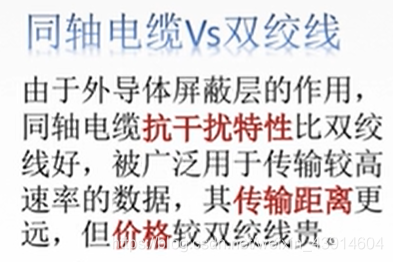 同轴电缆Vs双绞线
由于外导体屏蔽层的作用，
同轴电缆抗干扰特性比双绞
线好，被广泛用于传输较高
速率的数据，其传输距离更
远，但价格较双绞线贵。